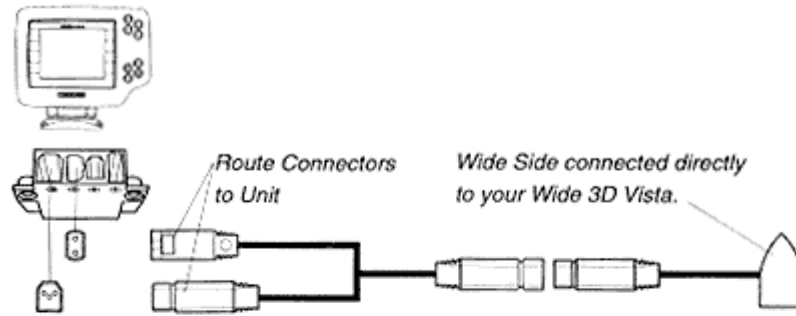 Route Connectors
to Unit
Wide Side connected directly
to your Wide 3D Vista.